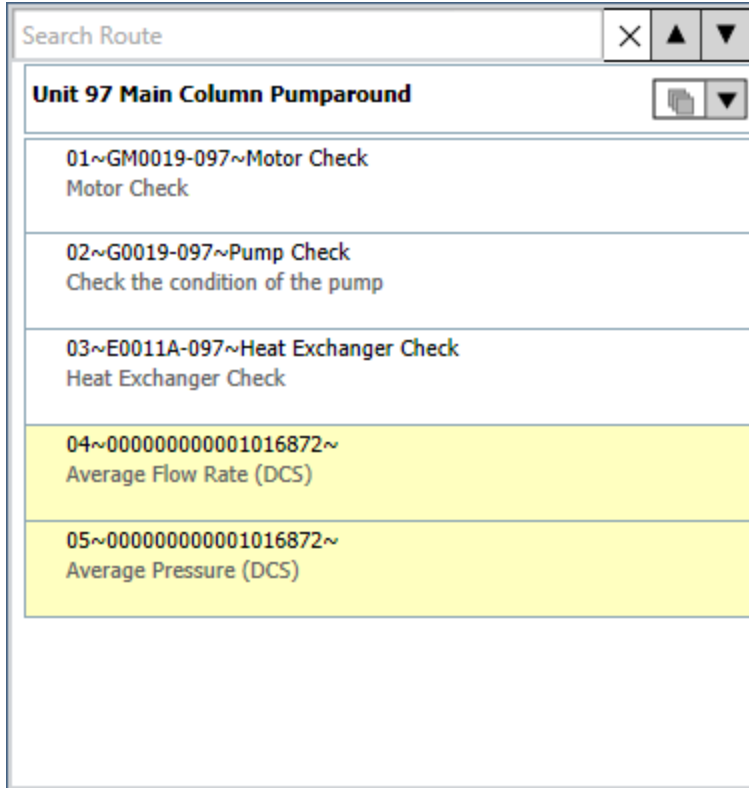 Search Route
Unit 97 Main Column Pumparound
01~GM0019-097~Motor Check
Motor Check
02~G0019-097~Pump Check
Check the condition of the pump
03~E0011A-097~Heat Exchanger Check
Heat Exchanger Check
04~000000000001016872~
Average Flow Rate (DCS)
05~000000000001016872~
Average Pressure (DCS)